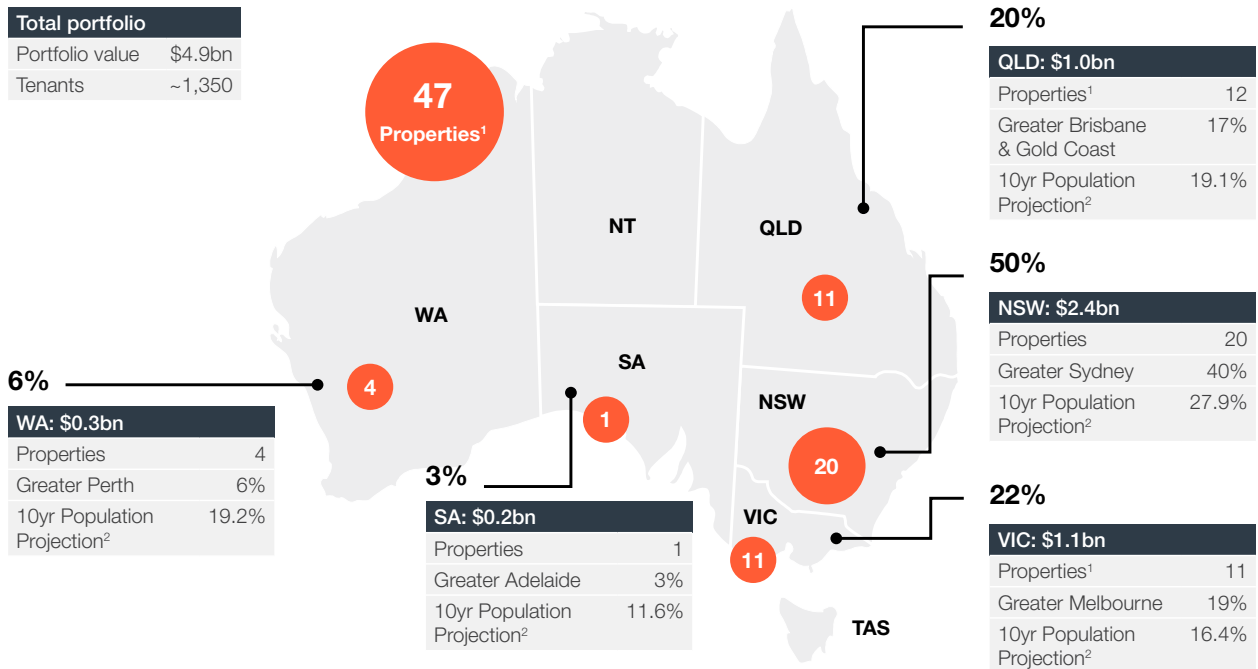 Total portfolio
Portfolio value $4.9bn
Tenants ~1,350
47
Properties¹
NT
QLD
WA
SA
NSW
VIC
TAS
11
4
1
20
11
20%
QLD: $1.0bn
Properties¹ 12
Greater Brisbane
& Gold Coast 17%
10yr Population
Projection² 19.1%
50%
NSW: $2.4bn
Properties 20
Greater Sydney 40%
10yr Population
Projection² 27.9%
6%
WA: $0.3bn
Properties 4
Greater Perth 6%
10yr Population
Projection² 19.2%
3%
SA: $0.2bn
Properties 1
Greater Adelaide 3%
10yr Population
Projection² 11.6%
22%
VIC: $1.1bn
Properties¹ 11
Greater Melbourne 19%
10yr Population
Projection² 16.4%